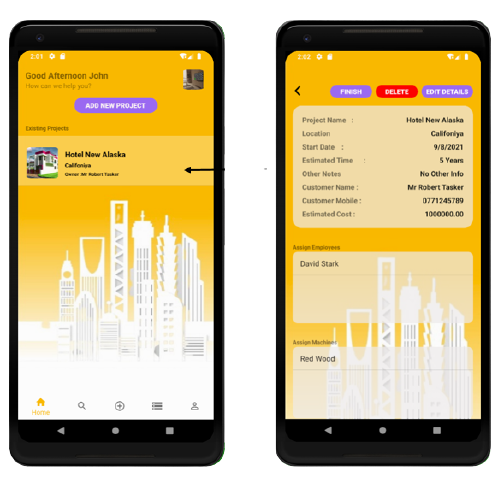 2:01
Good Afternoon John
How can we help you?
ADD NEW PROJECT
Existing Projects
Hotel New Alaska
Califoniya
Owner :Mr Robert Tasker
Home
2:02
FINISH DELETE EDIT DETAILS
Project Name : Hotel New Alaska
Location Califoniya
Start Date : 9/8/2021
Estimated Time : 5 Years
Other Notes No Other Info
Customer Name : Mr Robert Tasker
Customer Mobile : 0771245789
Estimated Cost : 1000000.00
Assign Employees
David Stark
Assign Machines
Red Wood